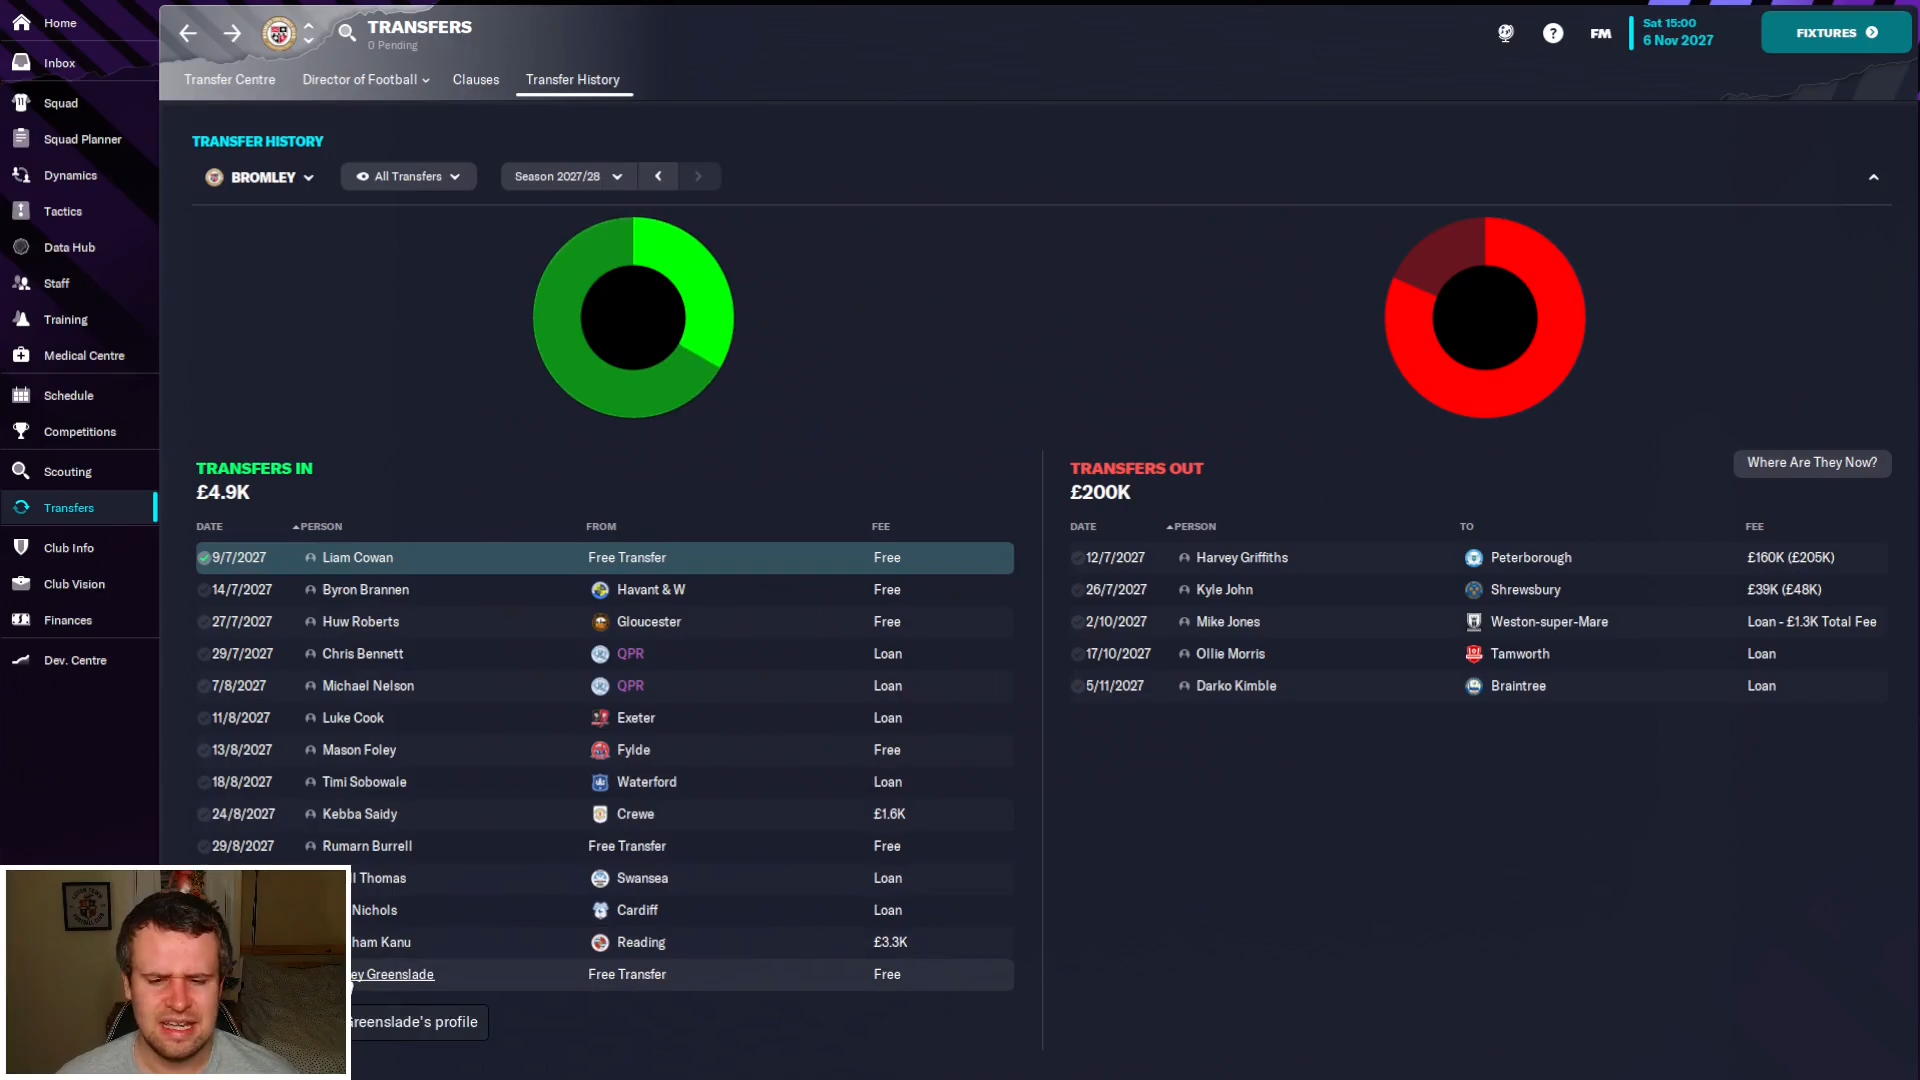 Home
Inbox
Squad
Squad Planner
Dynamics
Tactics
Data Hub
Staff
Training
Medical Centre
Schedule
Competitions
Scouting
Transfers
Club Info
Club Vision
Finances
Dev. Centre
TRANSFERS
0 Pending
FM
Sat 15:00
6 Nov 2027
FIXTURES
Transfer Centre Director of Football Clauses Transfer History
TRANSFER HISTORY
BROMLEY All Transfers Season 2027/28
TRANSFERS IN
£4.9K
DATE PERSON FROM FEE
9/7/2027 Liam Cowan Free Transfer Free
14/7/2027 Byron Brannen Havant & W Free
27/7/2027 Huw Roberts Gloucester Free
29/7/2027 Chris Bennett QPR Loan
7/8/2027 Michael Nelson QPR Loan
11/8/2027 Luke Cook Exeter Loan
13/8/2027 Mason Foley Fylde Free
18/8/2027 Timi Sobowale Waterford Loan
24/8/2027 Kebba Saidy Crewe £1.6K
29/8/2027 Rumarn Burrell Free Transfer Free
l Thomas Swansea Loan
Nichols Cardiff Loan
ham Kanu Reading £3.3K
ey Greenslade Free Transfer Free
Greenslade's profile
TRANSFERS OUT
£200K
Where Are They Now?
DATE PERSON TO FEE
12/7/2027 Harvey Griffiths Peterborough £160K (£205K)
26/7/2027 Kyle John Shrewsbury £39K (£48K)
2/10/2027 Mike Jones Weston-super-Mare Loan - £1.3K Total Fee
17/10/2027 Ollie Morris Tamworth Loan
5/11/2027 Darko Kimble Braintree Loan